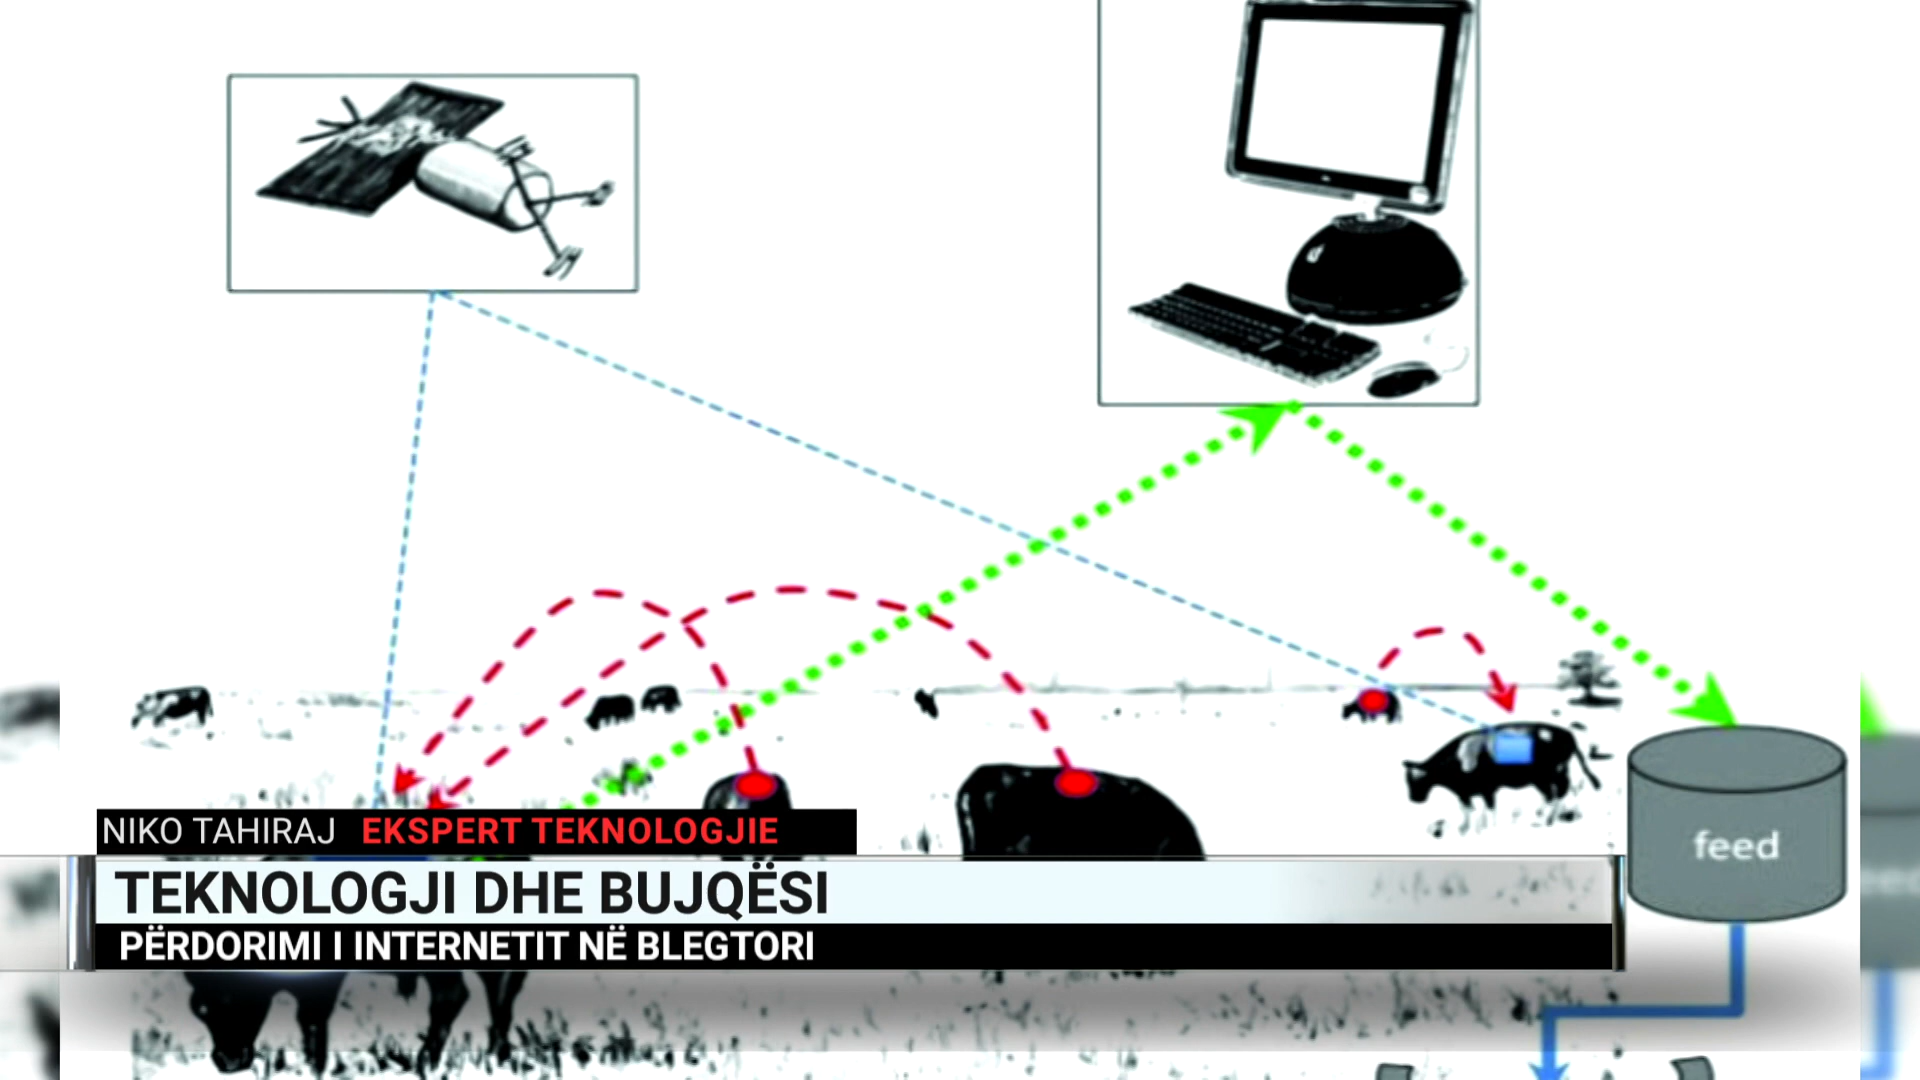 feed
NIKO TAHIRAJ EKSPERT TEKNOLOGJIE
TEKNOLOGJI DHE BUJQËSI
PËRDORIMI I INTERNETIT NË BLEGTORI